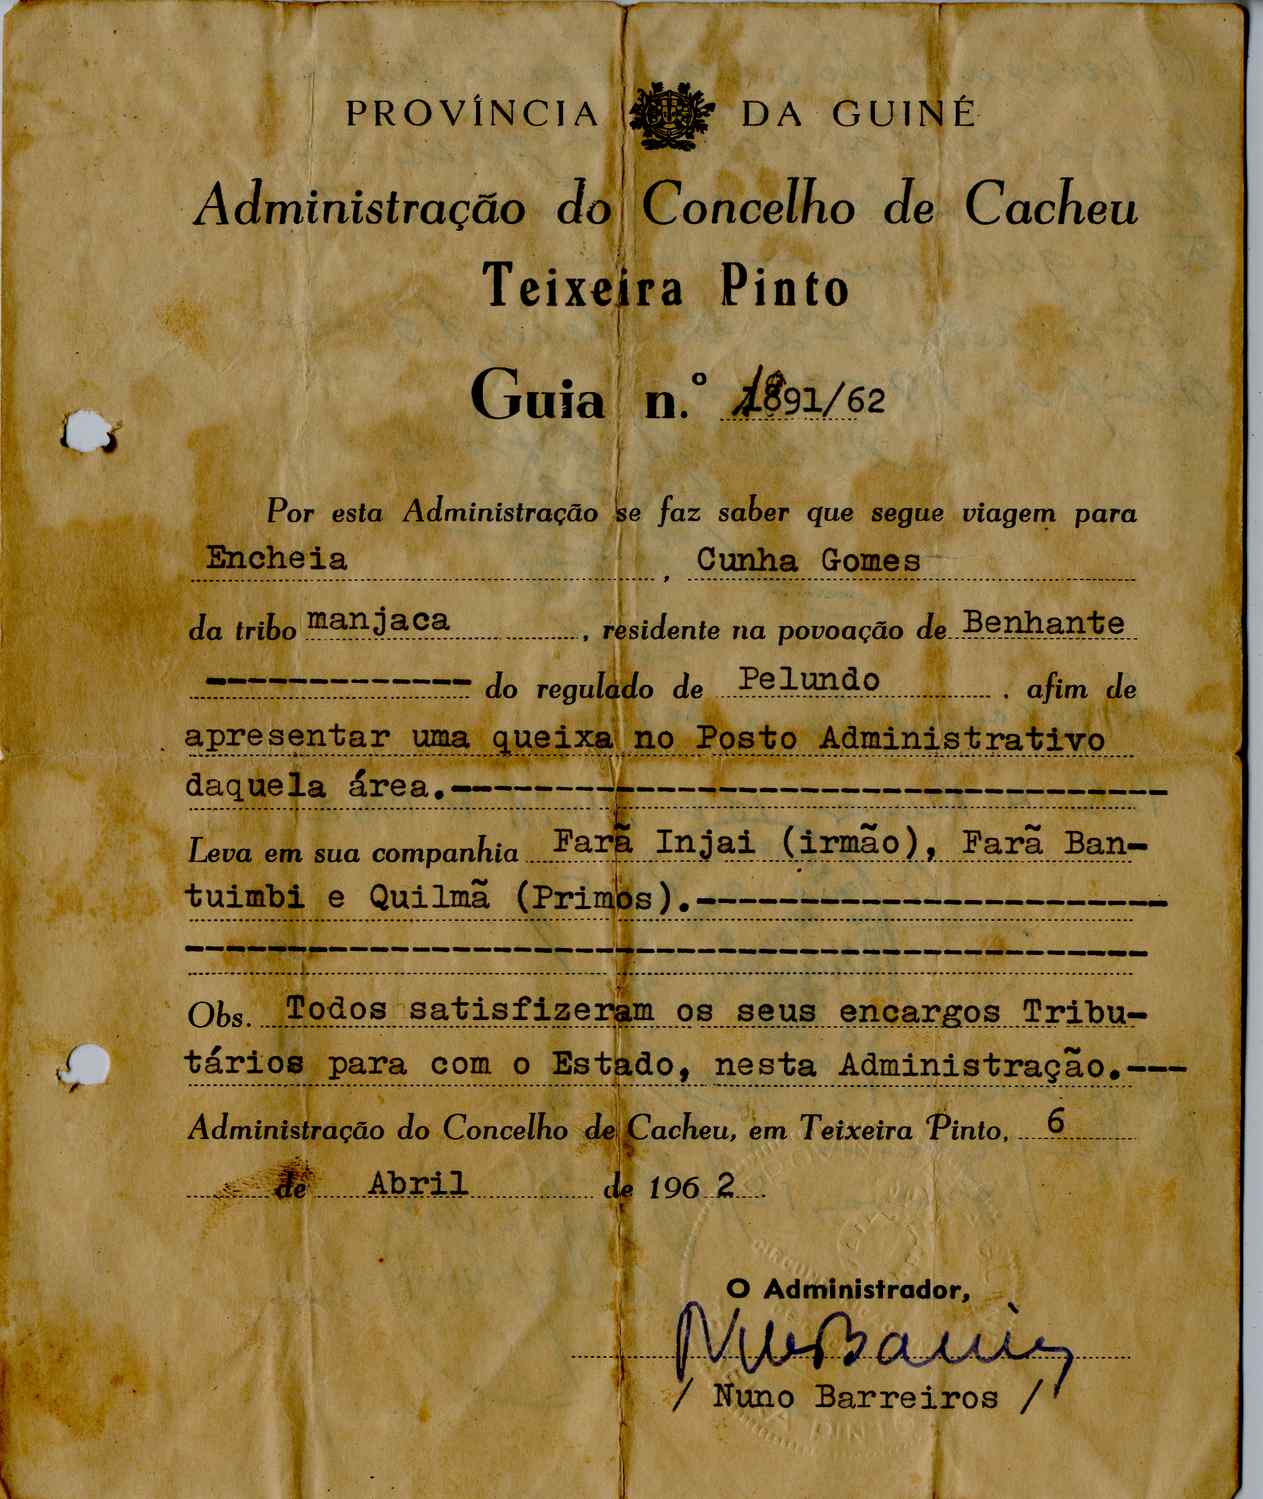 PROVÍNCIA DA GUINÉ
Administração do Concelho de Cacheu
Teixeira Pinto
Guia n.º 1891/62
Por esta Administração se faz saber que segue viagem para
Encheia , Cunha Gomes
da tribo manjaca , residente na povoação de Benhante
------------- do regulado de Pelundo , afim de
apresentar uma queixa no Posto Administrativo
daquela área.-----------------------------------
Leva em sua companhia Farã Injai (irmão), Farã Ban-
tuimbi e Quilmã (Primos).-----------------------
-----------------------------------------------
Obs. Todos satisfizeram os seus encargos Tribu-
tários para com o Estado, nesta Administração.---
Administração do Concelho de Cacheu, em Teixeira Pinto, 6
de Abril de 1962
O Administrador,
/ Nuno Barreiros /